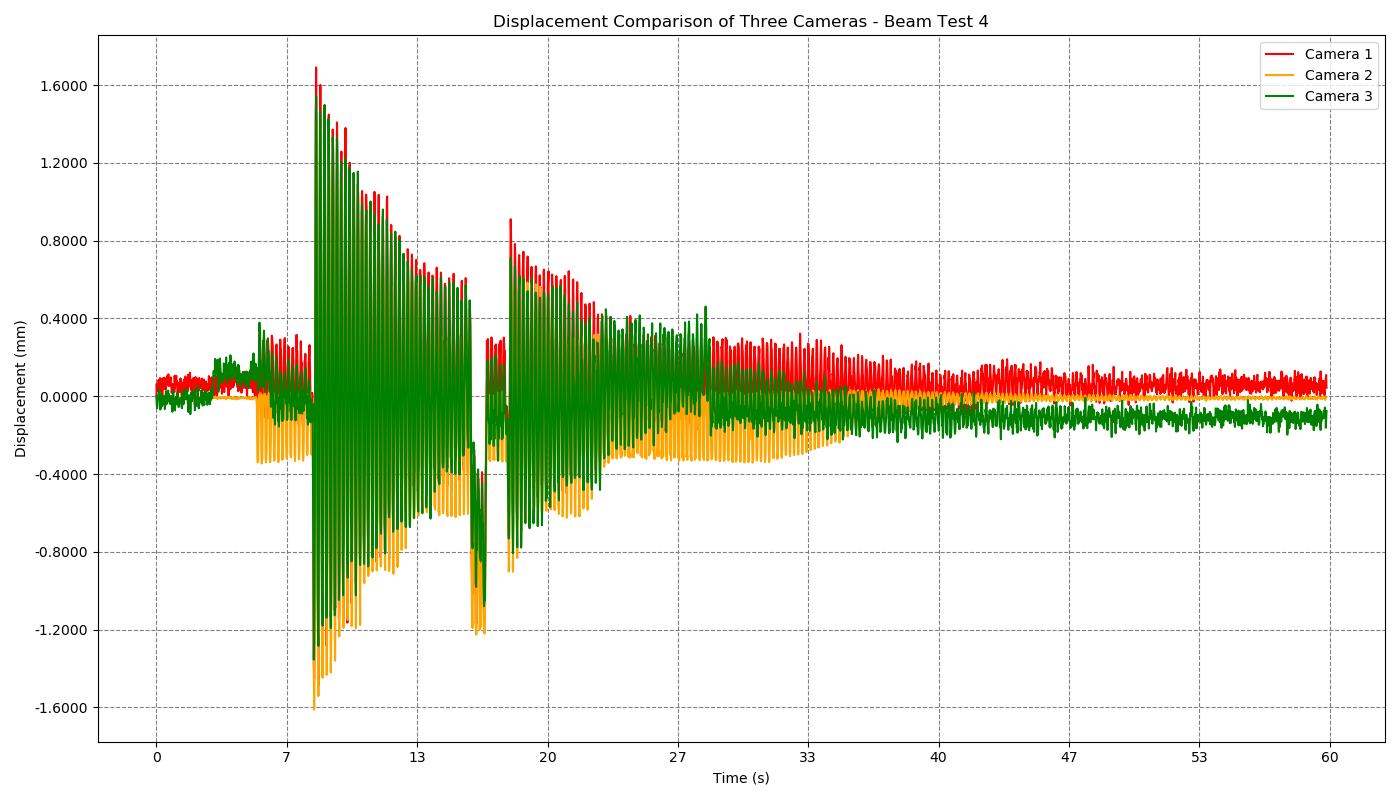 Displacement Comparison of Three Cameras - Beam Test 4
Camera 1
Camera 2
Camera 3
1.6000
1.2000
0.8000
0.4000
0.0000
-0.4000
-0.8000
-1.2000
-1.6000
Displacement (mm)
0 7 13 20 27 33 40 47 53 60
Time (s)